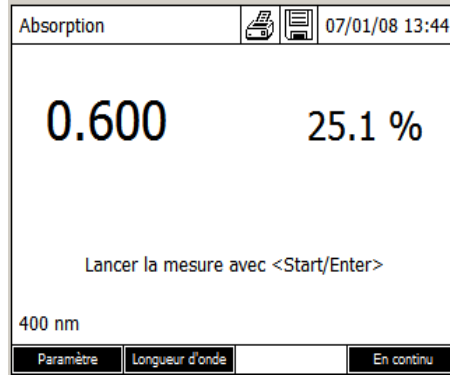 Absorption 07/01/08 13:44
0.600 25.1 %
Lancer la mesure avec <Start/Enter>
400 nm
Paramètre Longueur d'onde En continu